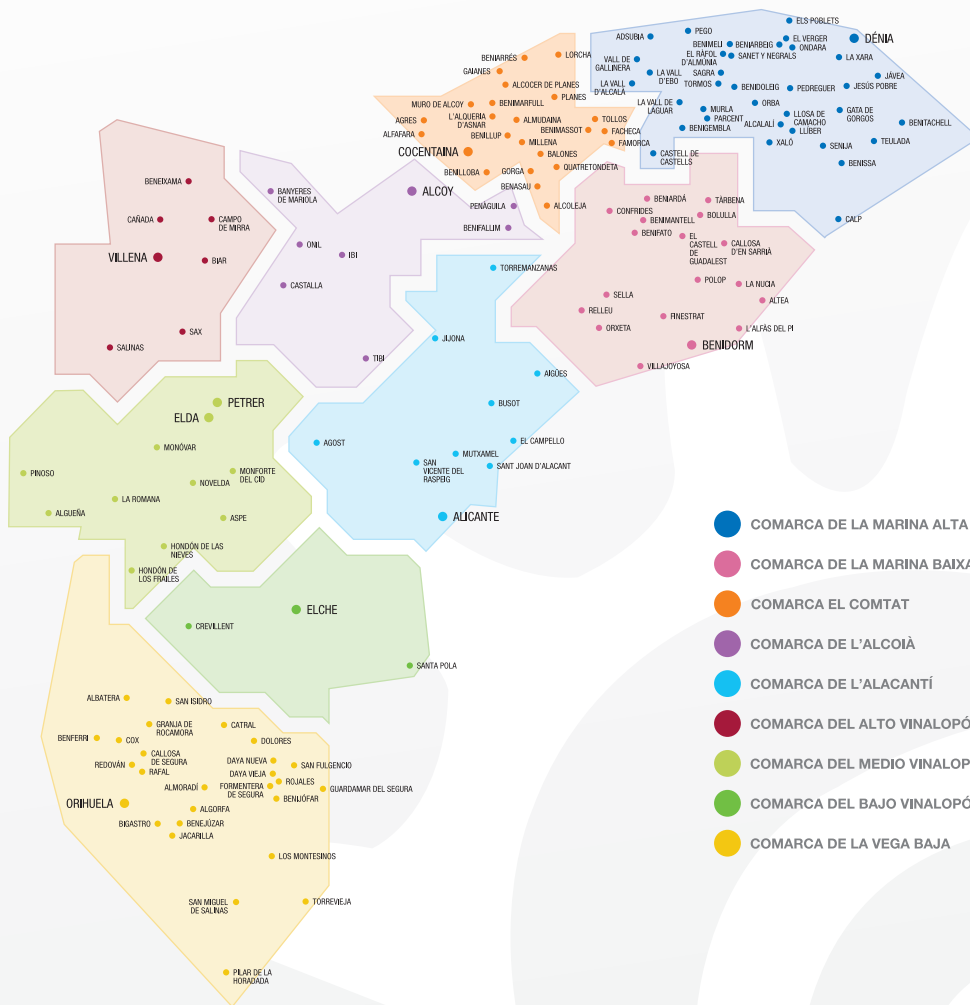 ELS POBLETS
PEGO
ADSUBIA
EL VERGER
DÉNIA
BENIMELI
BENIARBEIG
ONDARA
EL RÀFOL
D'ALMÚNIA
SANET Y NEGRALS
LA XARA
VALL DE
GALLINERA
LA VALL
D'EBO
SAGRA
JÁVEA
LA VALL
D'ALCALÀ
TORMOS
BENIDOLEIG
PEDREGUER
JESÚS POBRE
LA VALL DE
LAGUAR
MURLA
ORBA
PARCENT
LLOSA DE
CAMACHO
GATA DE
GORGOS
BENIGEMBLA
ALCALALÍ
LLÍBER
BENITACHELL
XALÓ
SENIJA
TEULADA
CASTELL DE
CASTELLS
BENISSA
CALP
BENIARRÉS
LORCHA
GAIANES
ALCOCER DE PLANES
PLANES
MURO DE ALCOY
BENIMARFULL
AGRES
L'ALQUERIA
D'ASNAR
ALMUDAINA
TOLLOS
ALFAFARA
BENILLUP
BENIMASSOT
FACHECA
MILLENA
FAMORCA
COCENTAINA
BALONES
BENILLOBA
GORGA
QUATRETONDETA
BENASAU
ALCOLEJA
BENEIXAMA
CAÑADA
CAMPO
DE MIRRA
VILLENA
BIAR
SAX
SALINAS
BANYERES
DE MARIOLA
ALCOY
PENÀGUILA
BENIFALLIM
ONIL
IBI
CASTALLA
TIBI
BENIARDÁ
TÀRBENA
CONFRIDES
BENIMANTELL
BOLULLA
BENIFATO
EL
CASTELL
DE
GUADALEST
CALLOSA
D'EN SARRIÀ
POLOP
LA NUCIA
SELLA
ALTEA
RELLEU
FINESTRAT
ORXETA
L'ALFÀS DEL PI
BENIDORM
VILLAJOYOSA
TORREMANZANAS
JIJONA
AIGÜES
BUSOT
AGOST
EL CAMPELLO
MUTXAMEL
SAN
VICENTE DEL
RASPEIG
SANT JOAN D'ALACANT
ALICANTE
PETRER
ELDA
MONÓVAR
PINOSO
MONFORTE
DEL CID
NOVELDA
LA ROMANA
ALGUEÑA
ASPE
HONDÓN DE LAS
NIEVES
HONDÓN DE
LOS FRAILES
ELCHE
CREVILLENT
SANTA POLA
ALBATERA
SAN ISIDRO
GRANJA DE
ROCAMORA
CATRAL
BENFERRI
COX
DOLORES
CALLOSA
DE SEGURA
DAYA NUEVA
REDOVÁN
SAN FULGENCIO
RAFAL
DAYA VIEJA
ROJALES
ALMORADÍ
FORMENTERA
DE SEGURA
GUARDAMAR DEL SEGURA
BENIJÓFAR
ORIHUELA
ALGORFA
BIGASTRO
BENEJÚZAR
JACARILLA
LOS MONTESINOS
SAN MIGUEL
DE SALINAS
TORREVIEJA
PILAR DE LA
HORADADA
COMARCA DE LA MARINA ALTA
COMARCA DE LA MARINA BAIXA
COMARCA EL COMTAT
COMARCA DE L'ALCOIÀ
COMARCA DE L'ALACANTÍ
COMARCA DEL ALTO VINALOPÓ
COMARCA DEL MEDIO VINALOP
COMARCA DEL BAJO VINALOPÓ
COMARCA DE LA VEGA BAJA